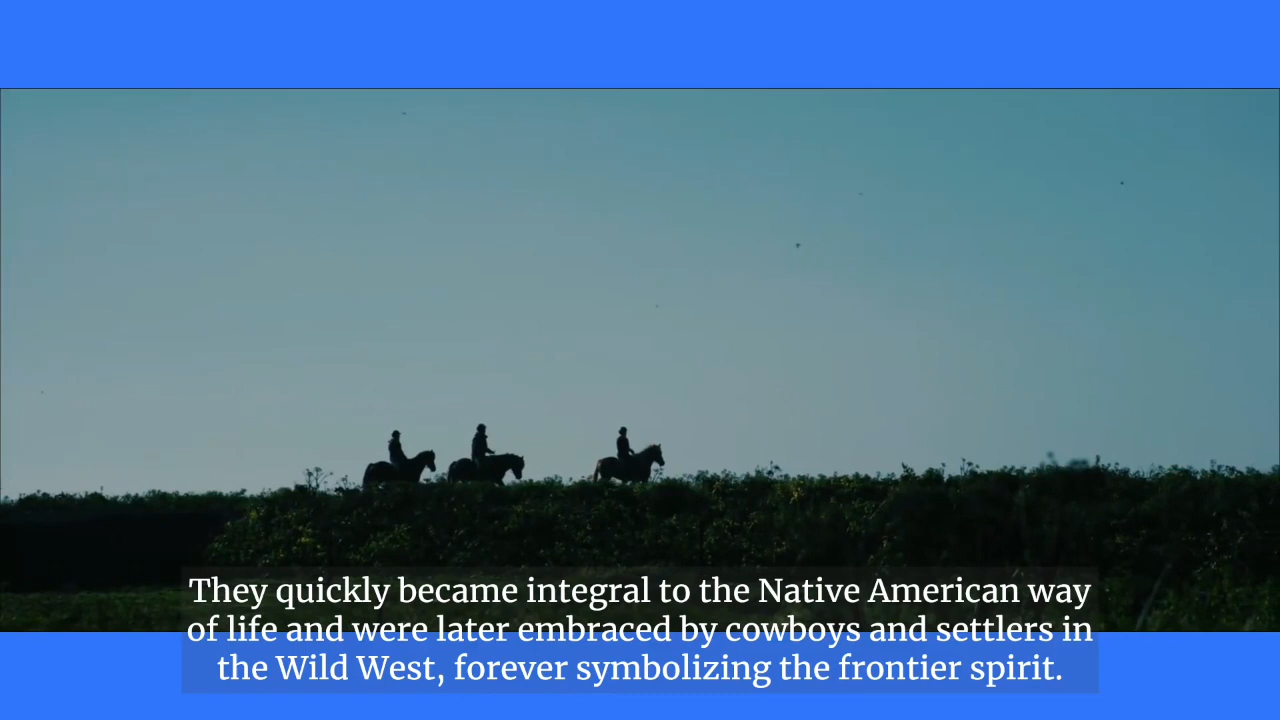 They quickly became integral to the Native American way
of life and were later embraced by cowboys and settlers in
the Wild West, forever symbolizing the frontier spirit.